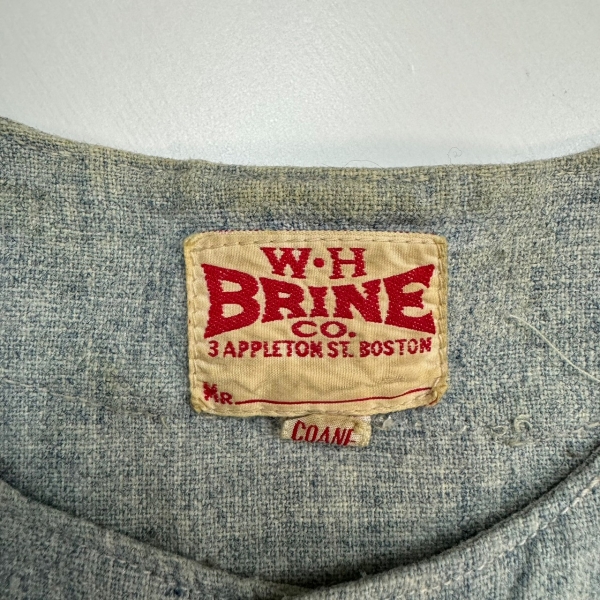 W·H
BRINE
CO.
3 APPLETON ST. BOSTON
MR.
COANE